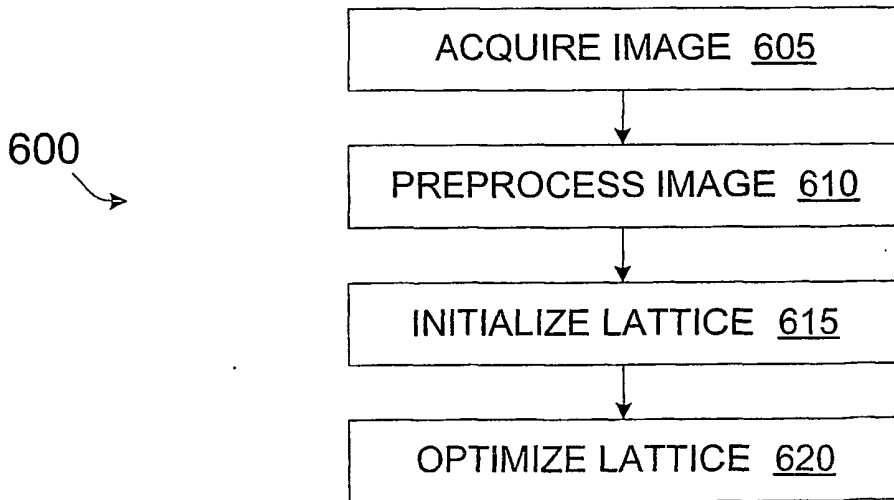 ACQUIRE IMAGE 605
600
PREPROCESS IMAGE 610
INITIALIZE LATTICE 615
OPTIMIZE LATTICE 620